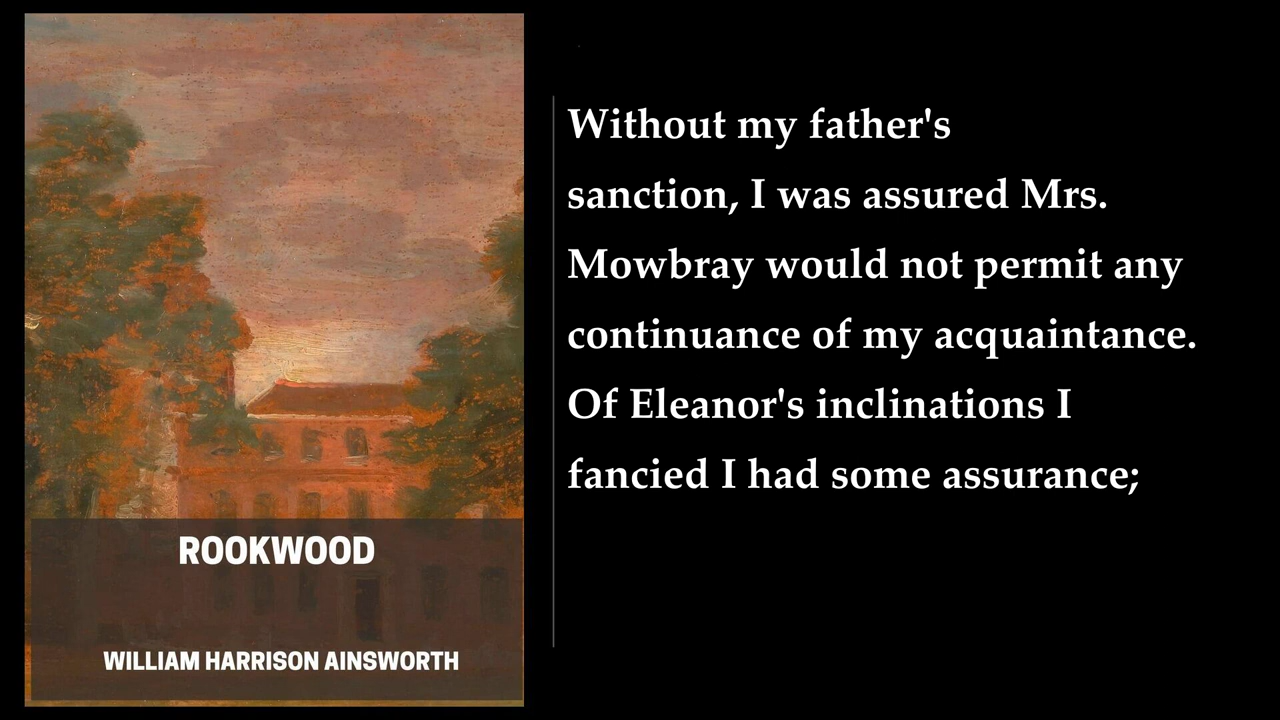 ROOKWOOD
WILLIAM HARRISON AINSWORTH
Without my father's
sanction, I was assured Mrs.
Mowbray would not permit any
continuance of my acquaintance.
Of Eleanor's inclinations I
fancied I had some assurance;